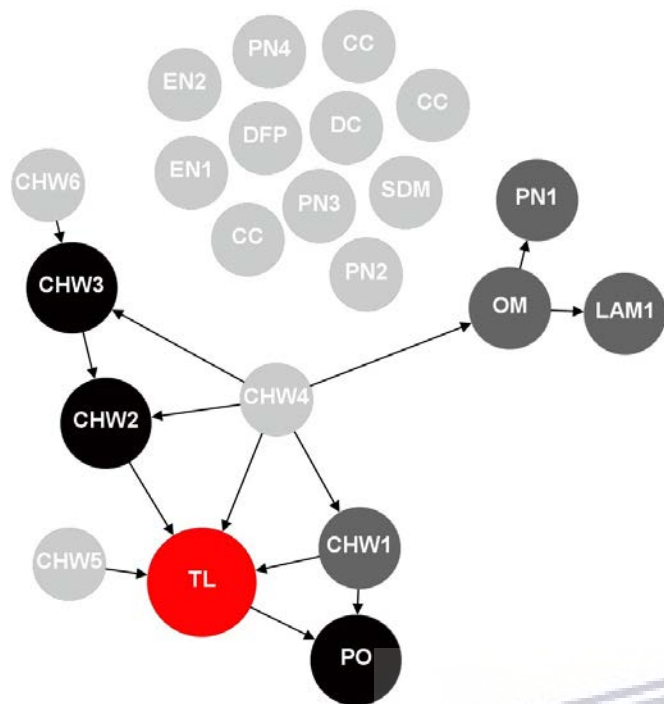 PN4
CC
EN2
CC
DFP
DC
EN1
SDM
CHW6
PN3
PN1
CC
PN2
CHW3
OM
LAM1
CHW4
CHW2
CHW1
CHW5
TL
PO